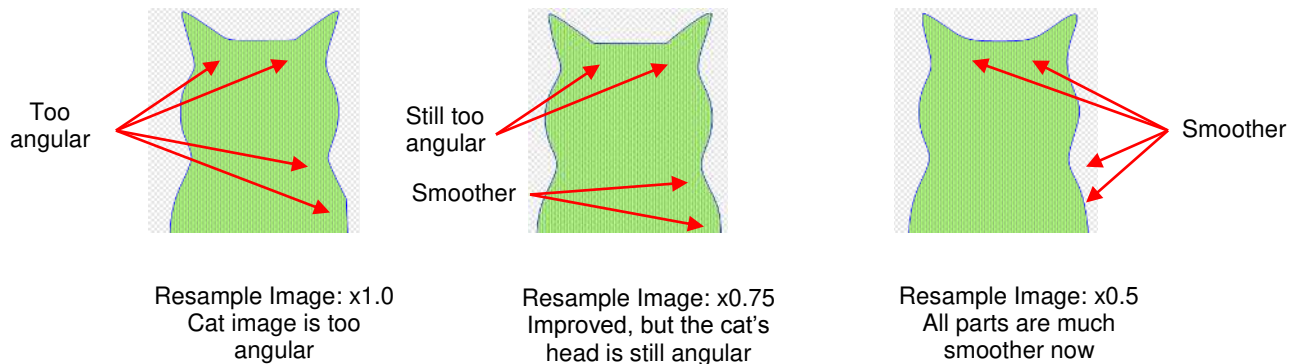 Too
angular
Still too
angular
Smoother
Smoother
Resample Image: x1.0
Cat image is too
angular
Resample Image: x0.75
Improved, but the cat's
head is still angular
Resample Image: x0.5
All parts are much
smoother now